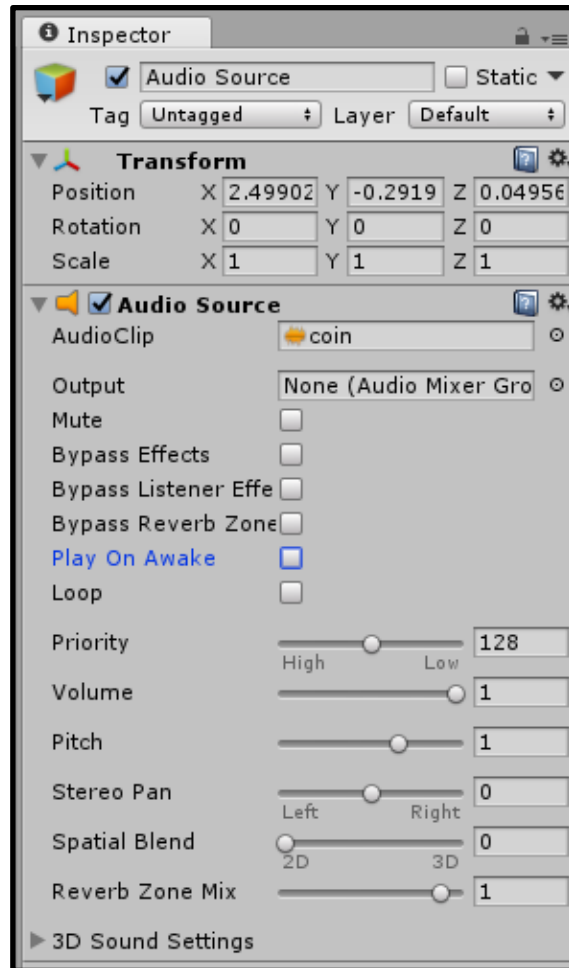 Inspector
Audio Source Static
Tag Untagged Layer Default
Transform
Position X 2.49902 Y -0.2919 Z 0.04956
Rotation X 0 Y 0 Z 0
Scale X 1 Y 1 Z 1
Audio Source
AudioClip coin
Output None (Audio Mixer Gro
Mute
Bypass Effects
Bypass Listener Effe
Bypass Reverb Zone
Play On Awake
Loop
Priority 128
High Low
Volume 1
Pitch 1
Stereo Pan 0
Left Right
Spatial Blend 0
2D 3D
Reverb Zone Mix 1
3D Sound Settings